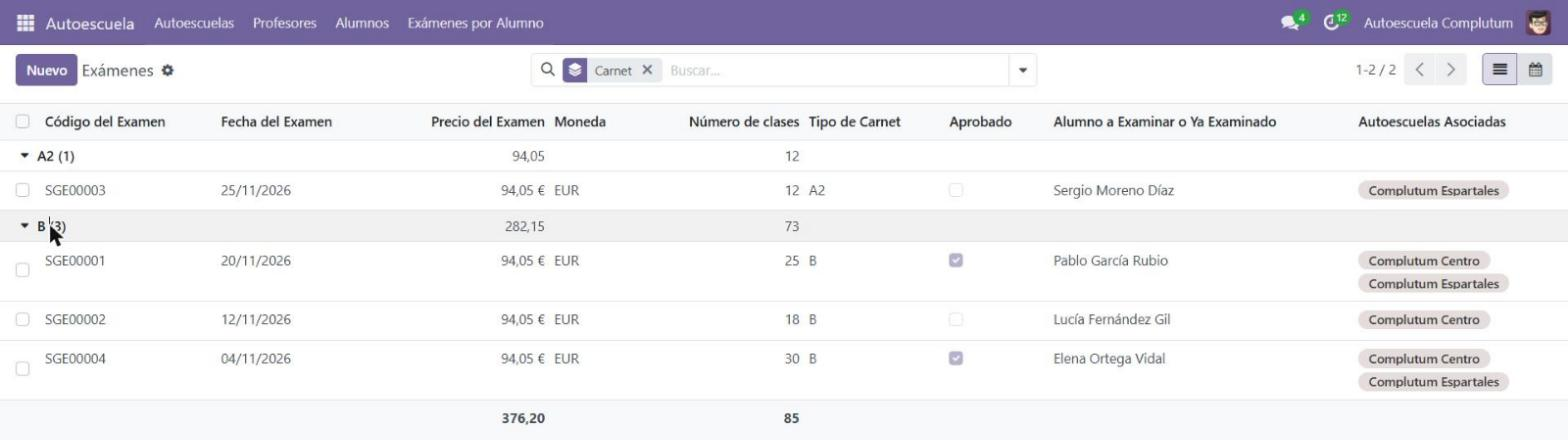 Autoescuela Autoescuelas Profesores Alumnos Exámenes por Alumno 4 12 Autoescuela Complutum
Nuevo Exámenes Carnet Buscar... 1-2 / 2
Código del Examen Fecha del Examen Precio del Examen Moneda Número de clases Tipo de Carnet Aprobado Alumno a Examinar o Ya Examinado Autoescuelas Asociadas
A2 (1) 94,05 12
SGE00003 25/11/2026 94,05 € EUR 12 A2 Sergio Moreno Díaz Complutum Espartales
B (3) 282,15 73
SGE00001 20/11/2026 94,05 € EUR 25 B Pablo García Rubio Complutum Centro
Complutum Espartales
SGE00002 12/11/2026 94,05 € EUR 18 B Lucía Fernández Gil Complutum Centro
SGE00004 04/11/2026 94,05 € EUR 30 B Elena Ortega Vidal Complutum Centro
Complutum Espartales
376,20 85